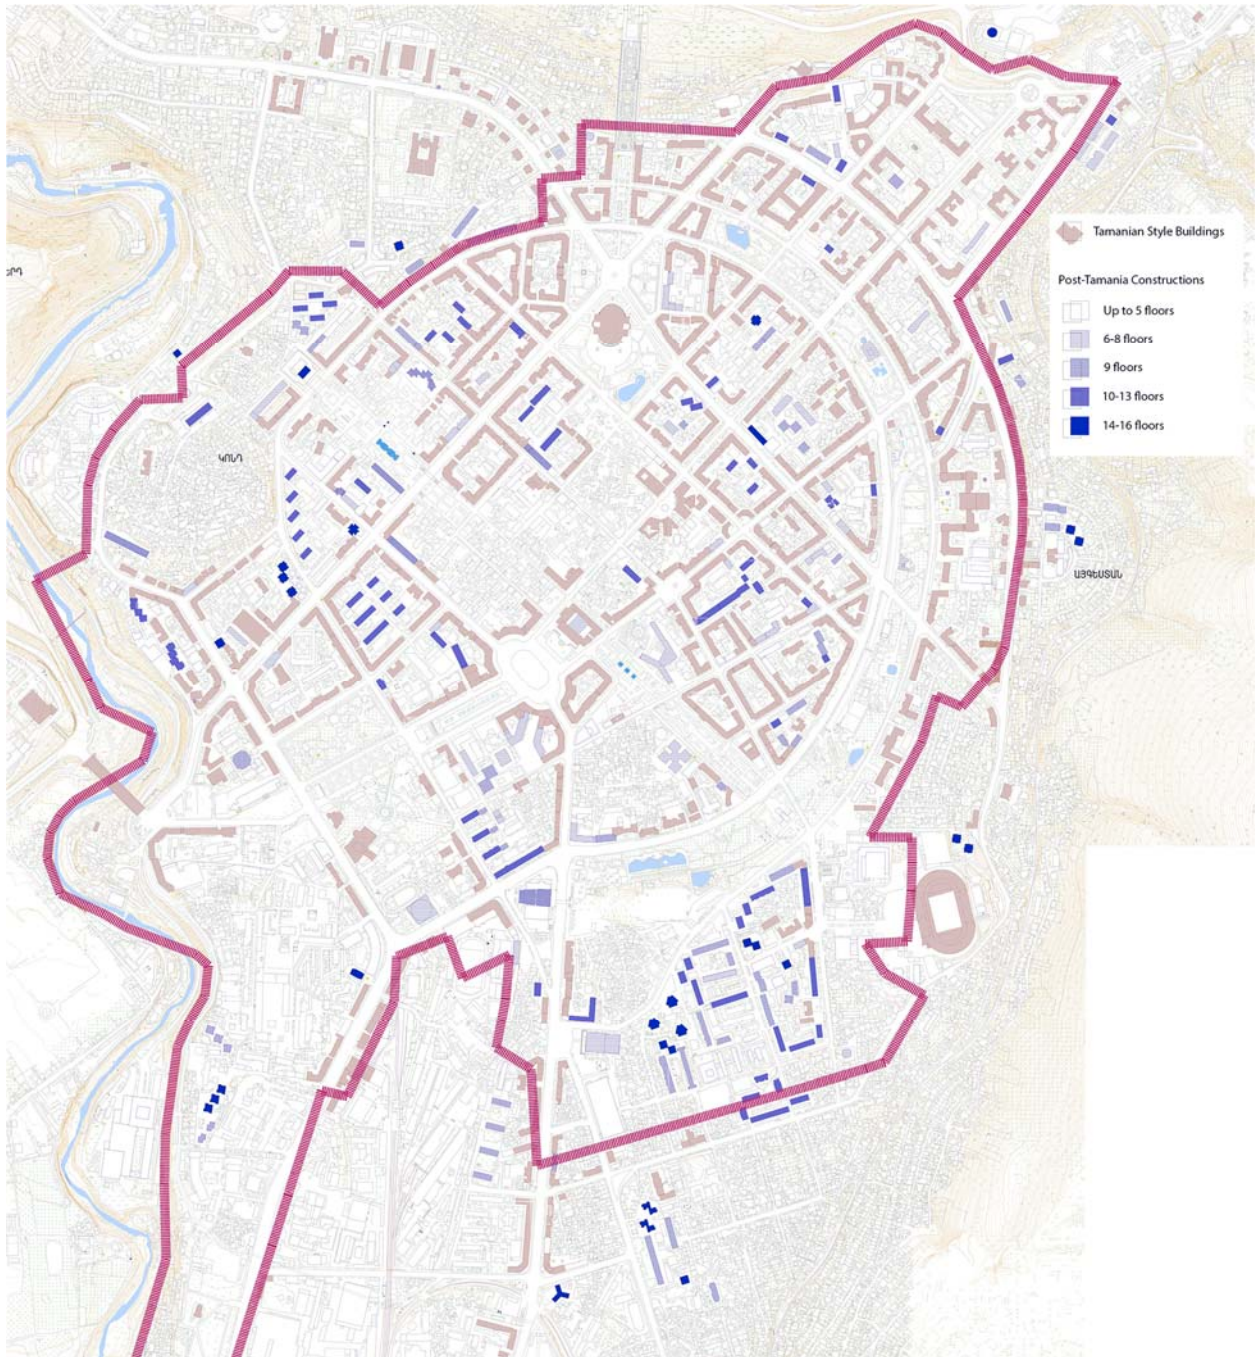 ԵՐԴ
Tamanian Style Buildings
Post-Tamania Constructions
Up to 5 floors
6-8 floors
9 floors
10-13 floors
14-16 floors
ԿՈՆԴ
ԱՅԳԵՍՏԱՆ